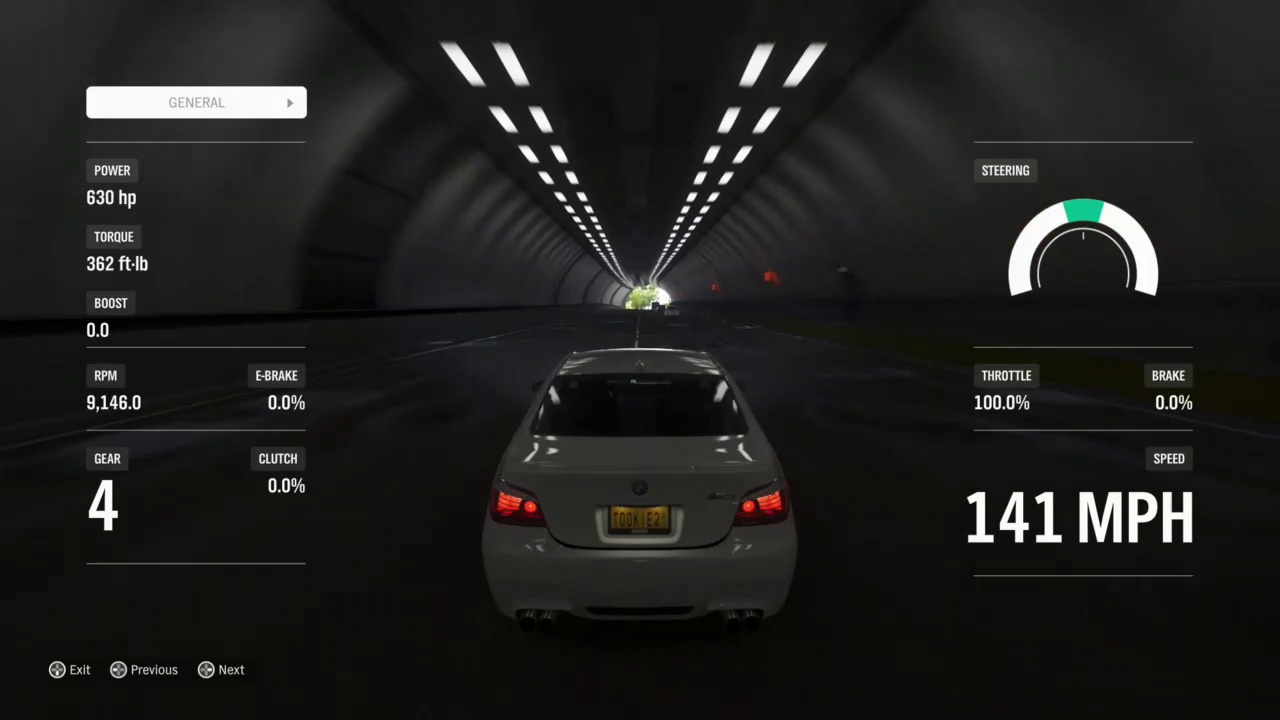 GENERAL
POWER
630 hp
TORQUE
362 ft·lb
BOOST
0.0
RPM
E-BRAKE
9,146.0
0.0%
GEAR
CLUTCH
4
0.0%
STEERING
THROTTLE
BRAKE
100.0%
0.0%
SPEED
141 MPH
TOOKIE2
Exit
Previous
Next